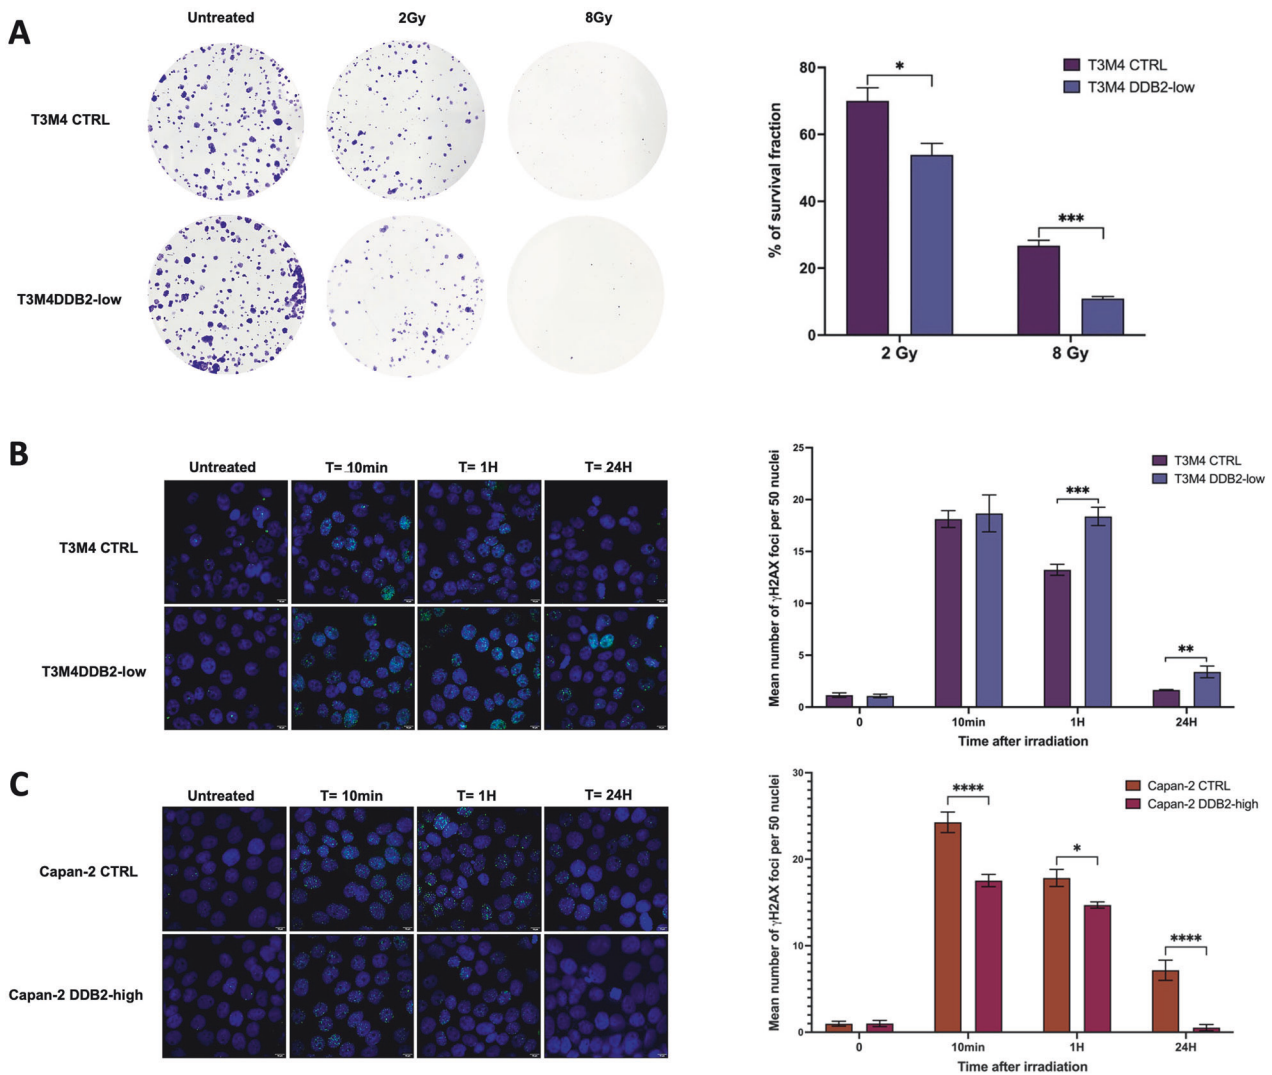 A
Untreated 2Gy 8Gy
T3M4 CTRL
T3M4DDB2-low
T3M4 CTRL
T3M4 DDB2-low
% of survival fraction
80
60
40
20
0
*
***
2 Gy 8 Gy
B
Untreated T= 10min T= 1H T= 24H
T3M4 CTRL
T3M4DDB2-low
T3M4 CTRL
T3M4 DDB2-low
Mean number of γH2AX foci per 50 nuclei
25
20
15
10
5
0
***
**
0 10min 1H 24H
Time after irradiation
C
Untreated T= 10min T= 1H T= 24H
Capan-2 CTRL
Capan-2 DDB2-high
Capan-2 CTRL
Capan-2 DDB2-high
Mean number of γH2AX foci per 50 nuclei
30
20
10
0
****
*
****
0 10min 1H 24H
Time after irradiation